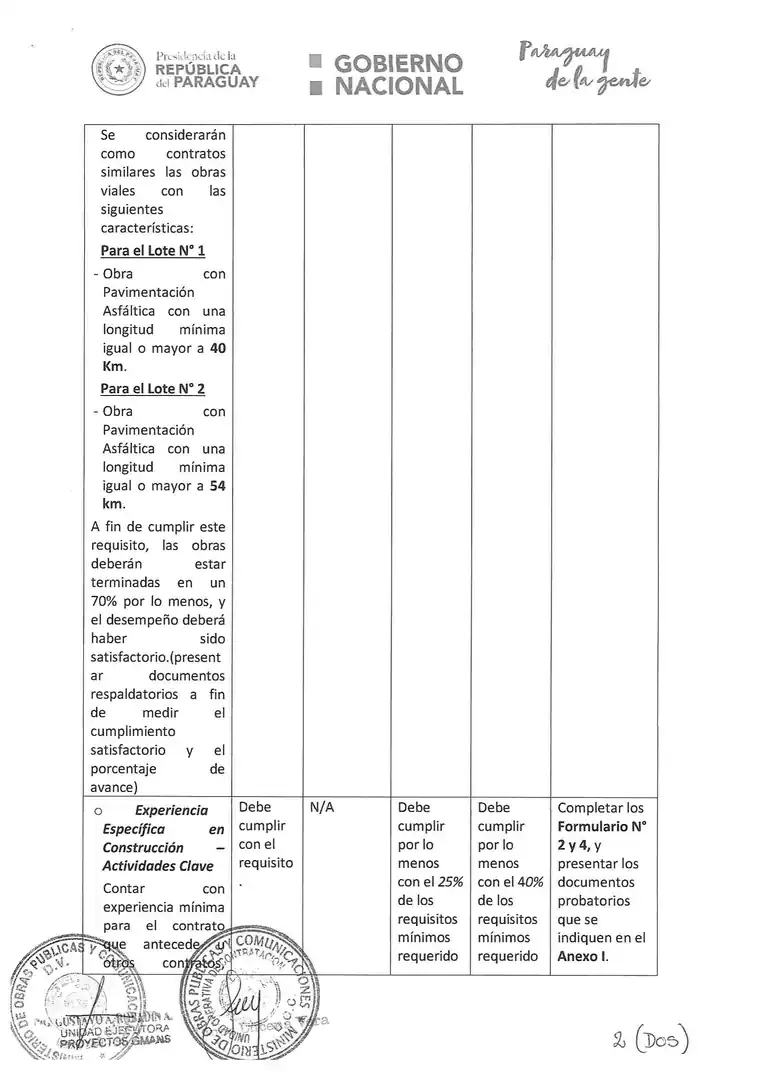 Presidencia de la
REPÚBLICA
del PARAGUAY
GOBIERNO
NACIONAL
Paraguay
de la gente
Se considerarán
como contratos
similares las obras
viales con las
siguientes
características:
Para el Lote N° 1
- Obra con
Pavimentación
Asfáltica con una
longitud mínima
igual o mayor a 40
Km.
Para el Lote N° 2
- Obra con
Pavimentación
Asfáltica con una
longitud mínima
igual o mayor a 54
km.
A fin de cumplir este
requisito, las obras
deberán estar
terminadas en un
70% por lo menos, y
el desempeño deberá
haber sido
satisfactorio.(present
ar documentos
respaldatorios a fin
de medir el
cumplimiento
satisfactorio y el
porcentaje de
avance)
o Experiencia
Específica en
Construcción –
Actividades Clave
Contar con
experiencia mínima
para el contrato
que antecede u
otros contratos,
Debe
cumplir
con el
requisito
.
N/A
Debe
cumplir
por lo
menos
con el 25%
de los
requisitos
mínimos
requerido
Debe
cumplir
por lo
menos
con el 40%
de los
requisitos
mínimos
requerido
Completar los
Formulario N°
2 y 4, y
presentar los
documentos
probatorios
que se
indiquen en el
Anexo I.
D.V.
UNIDAD EJECUTORA
PROYECTOS GMANS
MINISTERIO DE OBRAS PUBLICAS Y COMUNICACIONES
2 (Dos)